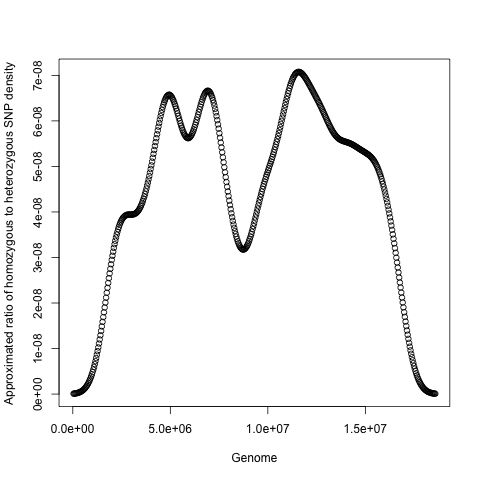 Approximated ratio of homozygous to heterozygous SNP density
7e-08
6e-08
5e-08
4e-08
3e-08
2e-08
1e-08
0e+00
0.0e+00 5.0e+06 1.0e+07 1.5e+07
Genome